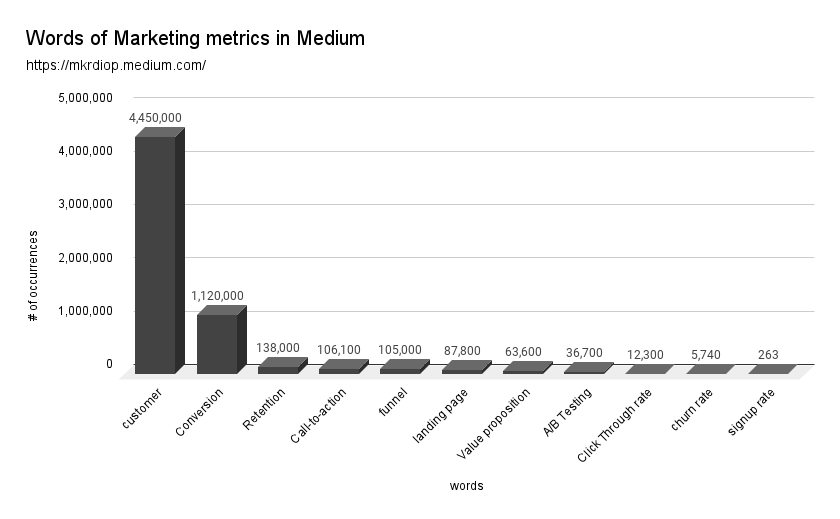 Words of Marketing metrics in Medium
https://mkrdiop.medium.com/
# of occurrences
5,000,000
4,000,000
3,000,000
2,000,000
1,000,000
0
4,450,000
1,120,000
138,000
106,100
105,000
87,800
63,600
36,700
12,300
5,740
263
customer
Conversion
Retention
Call-to-action
funnel
landing page
Value proposition
A/B Testing
Click Through rate
churn rate
signup rate
words